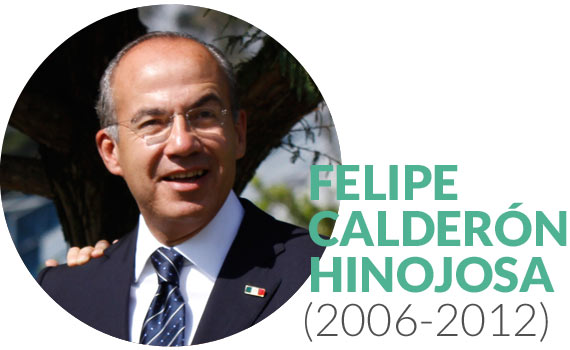 FELIPE
CALDERÓN
HINOJOSA
(2006-2012)